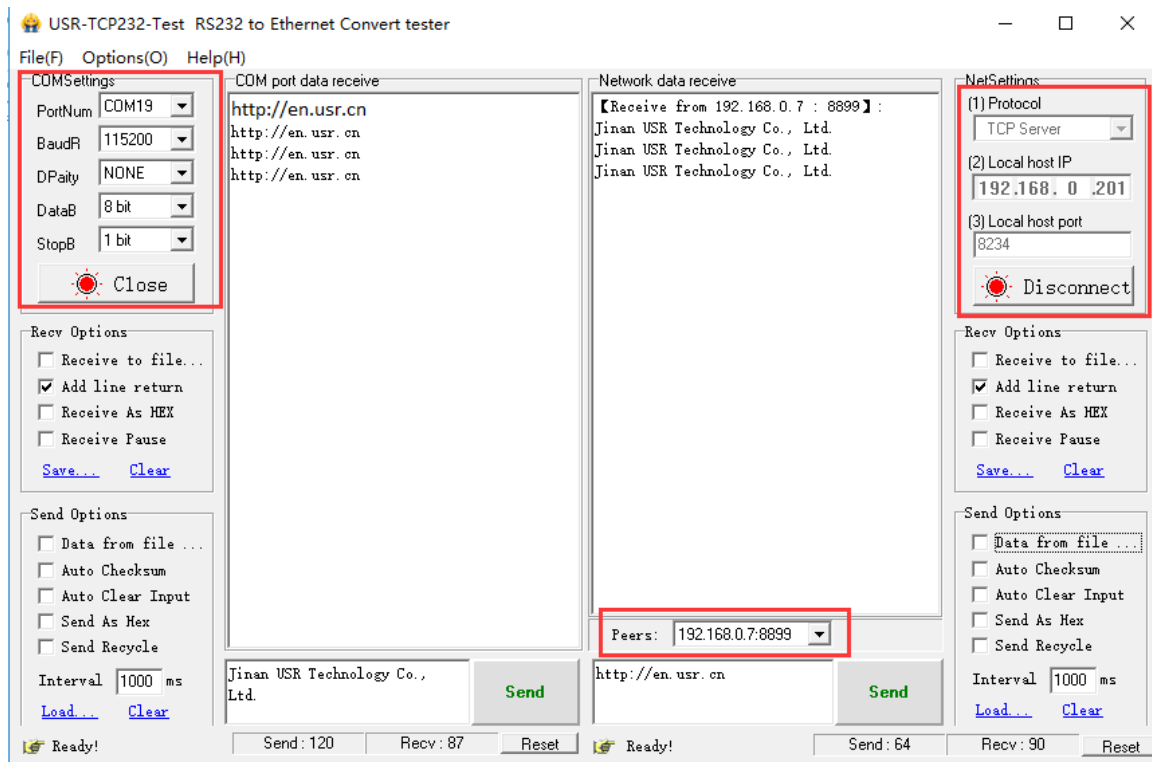 USR-TCP232-Test RS232 to Ethernet Convert tester
File(F) Options(O) Help(H)
COMSettings
PortNum COM19
BaudR 115200
DPaity NONE
DataB 8 bit
StopB 1 bit
Close
Recv Options
Receive to file...
Add line return
Receive As HEX
Receive Pause
Save... Clear
Send Options
Data from file ...
Auto Checksum
Auto Clear Input
Send As Hex
Send Recycle
Interval 1000 ms
Load... Clear
COM port data receive
http://en.usr.cn
http://en.usr.cn
http://en.usr.cn
http://en.usr.cn
Jinan USR Technology Co.,
Ltd.
Send
Network data receive
【Receive from 192.168.0.7 : 8899】:
Jinan USR Technology Co., Ltd.
Jinan USR Technology Co., Ltd.
Jinan USR Technology Co., Ltd.
Peers: 192.168.0.7:8899
http://en.usr.cn
Send
NetSettings
(1) Protocol
TCP Server
(2) Local host IP
192.168. 0 .201
(3) Local host port
8234
Disconnect
Recv Options
Receive to file...
Add line return
Receive As HEX
Receive Pause
Save... Clear
Send Options
Data from file ...
Auto Checksum
Auto Clear Input
Send As Hex
Send Recycle
Interval 1000 ms
Load... Clear
Ready! Send : 120 Recv : 87 Reset
Ready! Send : 64 Recv : 90 Reset